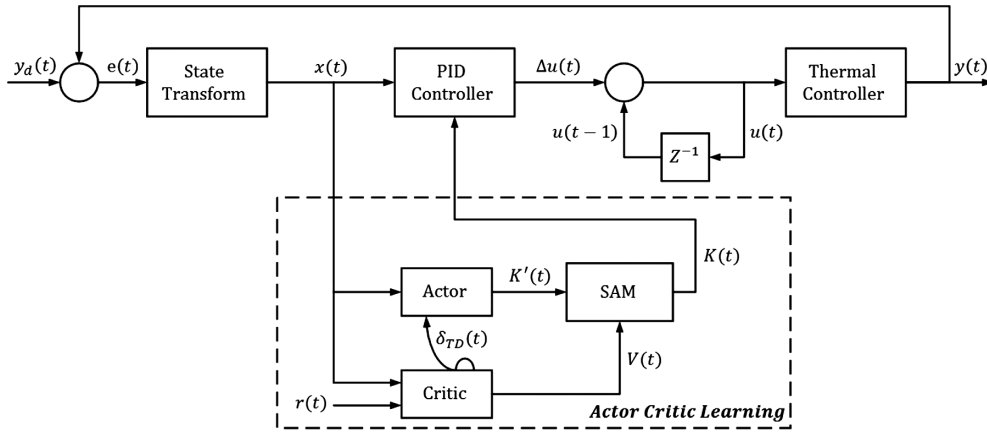 y_d(t)
e(t)
State
Transform
x(t)
PID
Controller
Δu(t)
u(t − 1)
Z⁻¹
u(t)
Thermal
Controller
y(t)
K(t)
Actor
K′(t)
SAM
δ_TD(t)
V(t)
Critic
r(t)
Actor Critic Learning